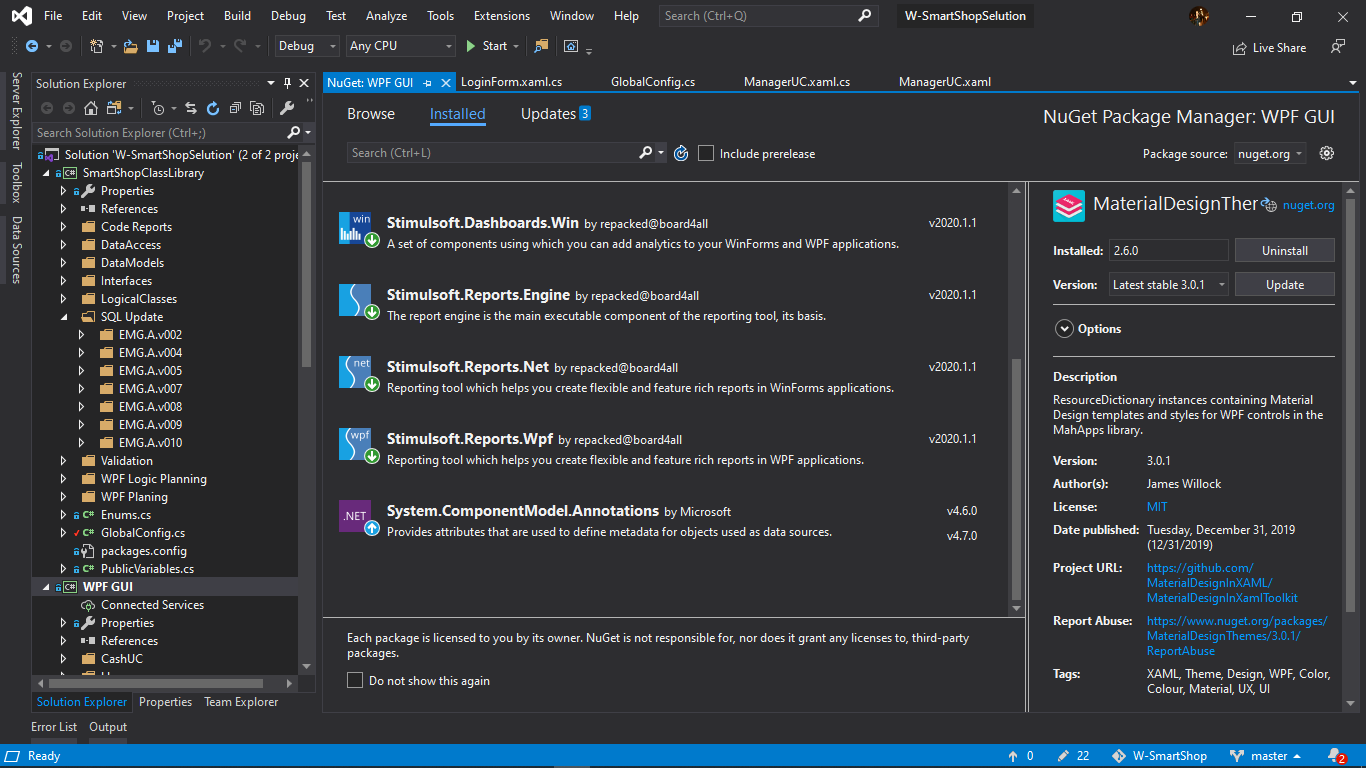 File Edit View Project Build Debug Test Analyze Tools Extensions Window Help Search (Ctrl+Q) W-SmartShopSelution
Debug Any CPU Start Live Share
Server Explorer
Toolbox
Data Sources
Solution Explorer
Search Solution Explorer (Ctrl+;)
Solution 'W-SmartShopSelution' (2 of 2 proje
SmartShopClassLibrary
Properties
References
Code Reports
DataAccess
DataModels
Interfaces
LogicalClasses
SQL Update
EMG.A.v002
EMG.A.v004
EMG.A.v005
EMG.A.v007
EMG.A.v008
EMG.A.v009
EMG.A.v010
Validation
WPF Logic Planning
WPF Planing
C# Enums.cs
C# GlobalConfig.cs
packages.config
C# PublicVariables.cs
C# WPF GUI
Connected Services
Properties
References
CashUC
Solution Explorer Properties Team Explorer
NuGet: WPF GUI LoginForm.xaml.cs GlobalConfig.cs ManagerUC.xaml.cs ManagerUC.xaml
Browse Installed Updates 3
NuGet Package Manager: WPF GUI
Search (Ctrl+L) Include prerelease
Package source: nuget.org
win
Stimulsoft.Dashboards.Win by repacked@board4all v2020.1.1
A set of components using which you can add analytics to your WinForms and WPF applications.
Stimulsoft.Reports.Engine by repacked@board4all v2020.1.1
The report engine is the main executable component of the reporting tool, its basis.
net
Stimulsoft.Reports.Net by repacked@board4all v2020.1.1
Reporting tool which helps you create flexible and feature rich reports in WinForms applications.
wpf
Stimulsoft.Reports.Wpf by repacked@board4all v2020.1.1
Reporting tool which helps you create flexible and feature rich reports in WPF applications.
.NET
System.ComponentModel.Annotations by Microsoft v4.6.0
Provides attributes that are used to define metadata for objects used as data sources. v4.7.0
Each package is licensed to you by its owner. NuGet is not responsible for, nor does it grant any licenses to, third-party
packages.
Do not show this again
MaterialDesignTher nuget.org
Installed: 2.6.0 Uninstall
Version: Latest stable 3.0.1 Update
Options
Description
ResourceDictionary instances containing Material
Design templates and styles for WPF controls in the
MahApps library.
Version: 3.0.1
Author(s): James Willock
License: MIT
Date published: Tuesday, December 31, 2019
(12/31/2019)
Project URL: https://github.com/
MaterialDesignInXAML/
MaterialDesignInXamlToolkit
Report Abuse: https://www.nuget.org/packages/
MaterialDesignThemes/3.0.1/
ReportAbuse
Tags: XAML, Theme, Design, WPF, Color,
Colour, Material, UX, UI
Error List Output
Ready 0 22 W-SmartShop master 2